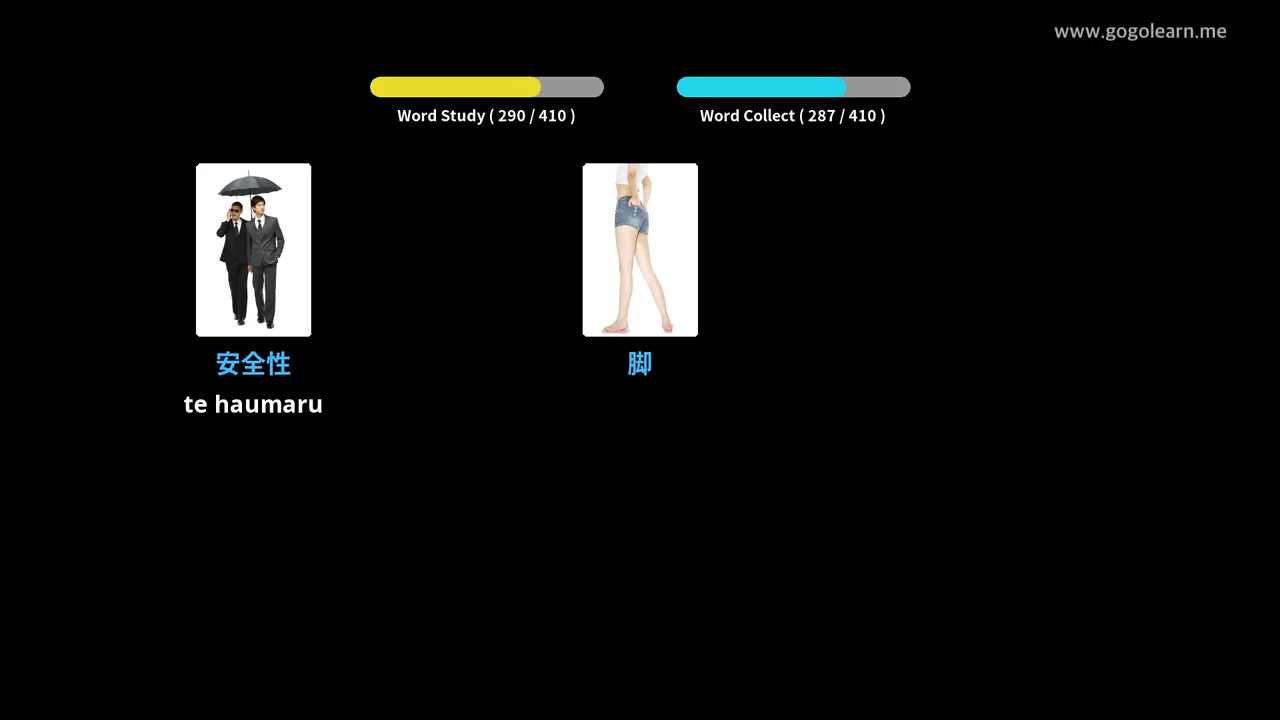 www.gogolearn.me
Word Study ( 290 / 410 )
Word Collect ( 287 / 410 )
安全性
脚
te haumaru